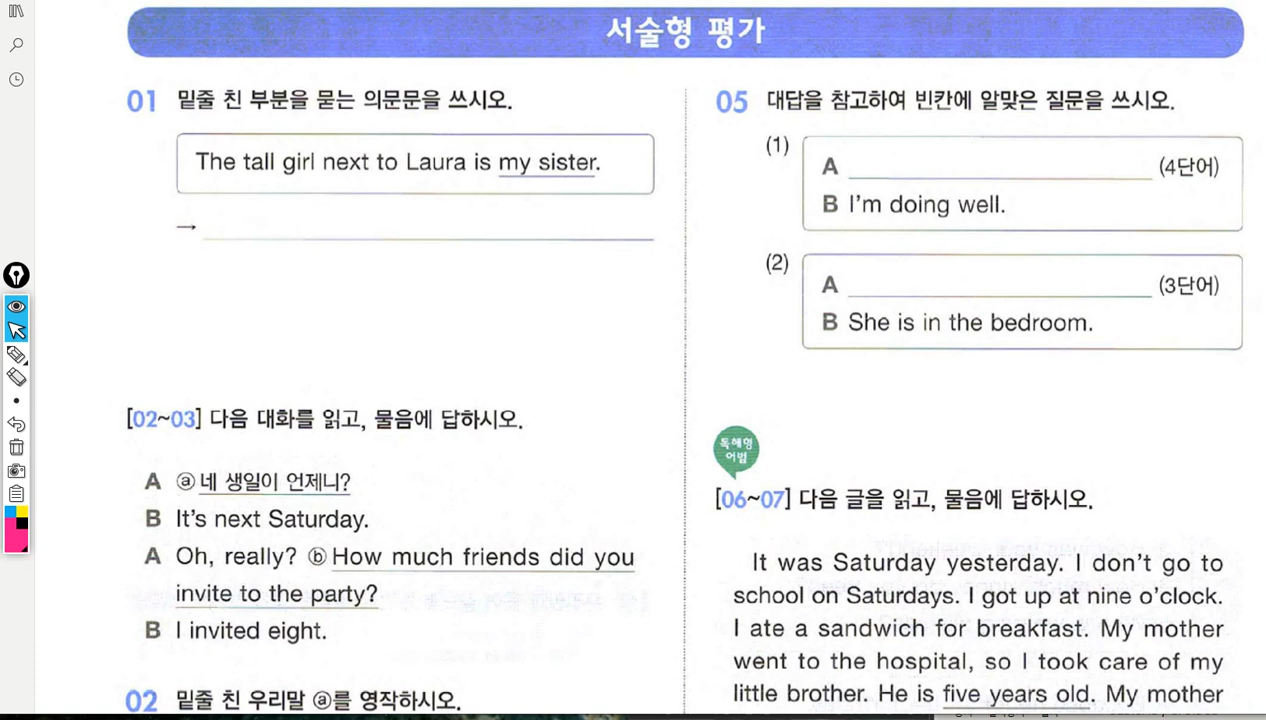 서술형 평가
01 밑줄 친 부분을 묻는 의문문을 쓰시오.
The tall girl next to Laura is my sister.
→
[02~03] 다음 대화를 읽고, 물음에 답하시오.
A ⓐ네 생일이 언제니?
B It's next Saturday.
A Oh, really? ⓑHow much friends did you
invite to the party?
B I invited eight.
02 밑줄 친 우리말 ⓐ를 영작하시오.
05 대답을 참고하여 빈칸에 알맞은 질문을 쓰시오.
(1)
A (4단어)
B I'm doing well.
(2)
A (3단어)
B She is in the bedroom.
독해형
어법
[06~07] 다음 글을 읽고, 물음에 답하시오.
It was Saturday yesterday. I don't go to
school on Saturdays. I got up at nine o'clock.
I ate a sandwich for breakfast. My mother
went to the hospital, so I took care of my
little brother. He is five years old. My mother